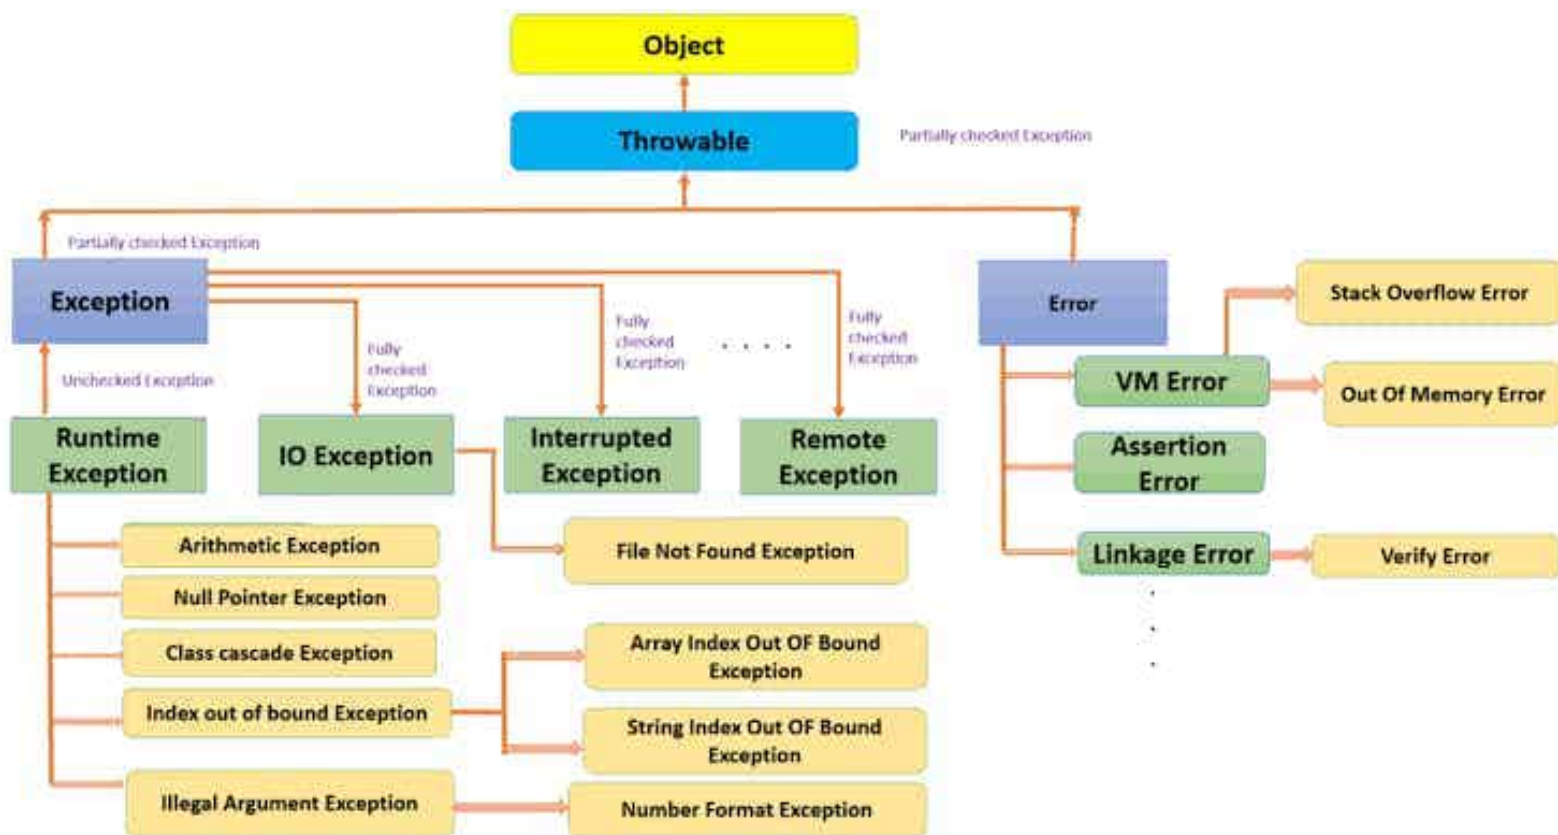 Object
Throwable
Partially checked Exception
Partially checked Exception
Exception
Error
Stack Overflow Error
Fully
checked
Exception
Fully
checked
Exception
. . . .
Fully
checked
Exception
Unchecked Exception
VM Error
Out Of Memory Error
Runtime
Exception
IO Exception
Interrupted
Exception
Remote
Exception
Assertion
Error
Arithmetic Exception
File Not Found Exception
Linkage Error
Verify Error
Null Pointer Exception
Class cascade Exception
Array Index Out OF Bound
Exception
Index out of bound Exception
String Index Out OF Bound
Exception
Illegal Argument Exception
Number Format Exception